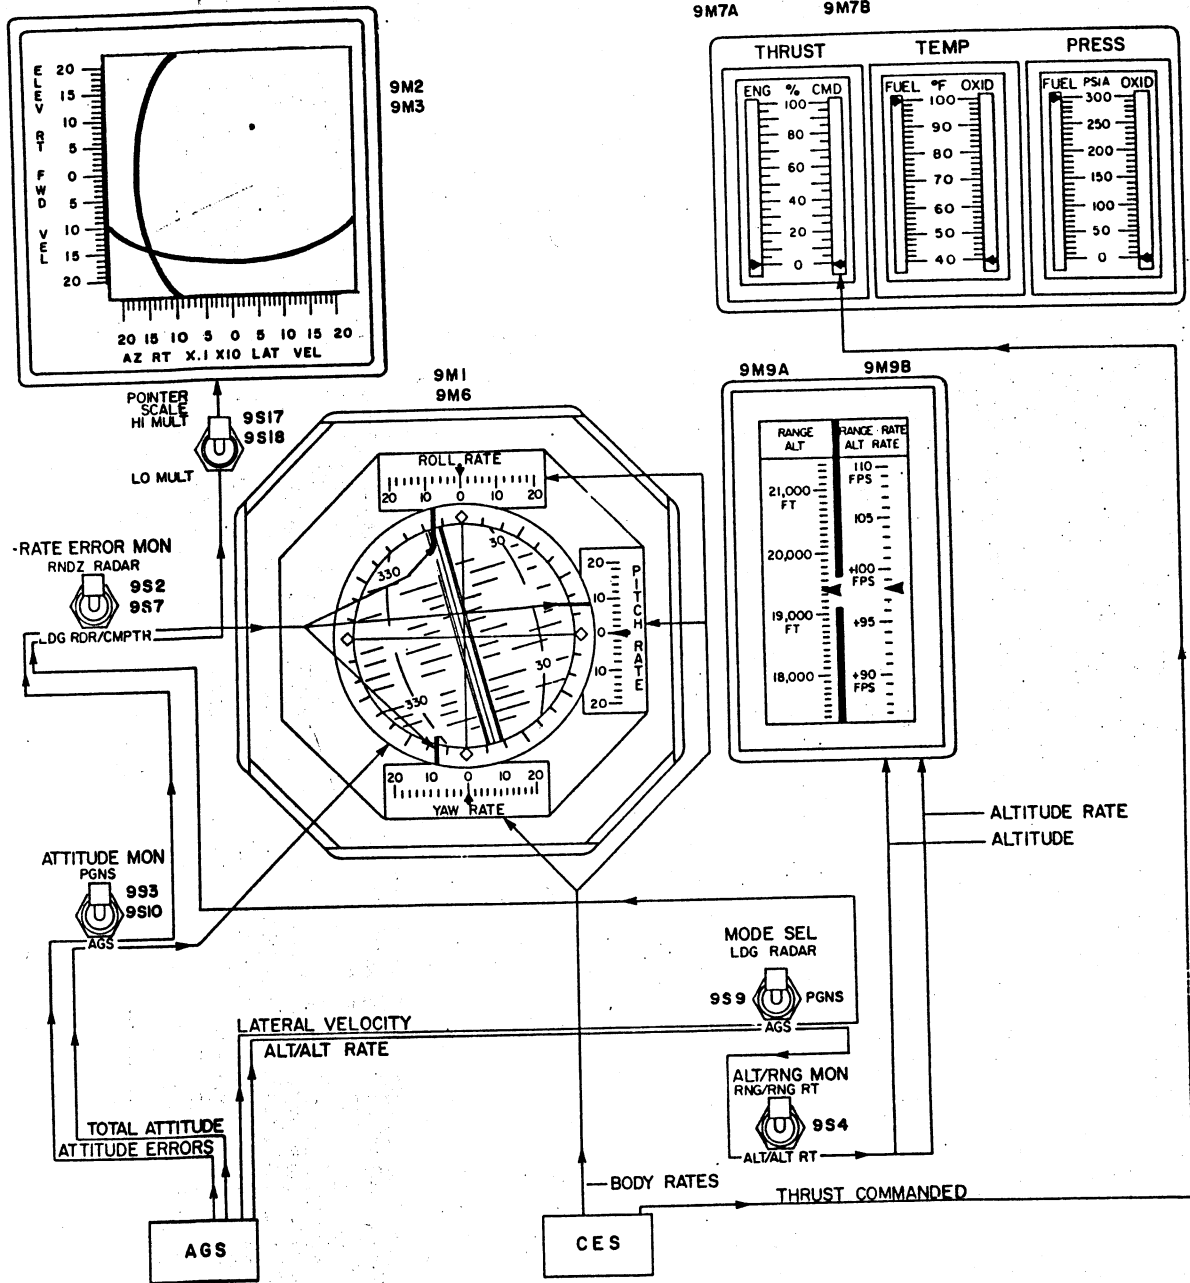 9M7A 9M7B
THRUST TEMP PRESS
ENG % CMD
100
80
60
40
20
0
FUEL °F OXID
100
90
80
70
60
50
40
FUEL PSIA OXID
300
250
200
150
100
50
0
ELEV RT FWD VEL
20
15
10
5
0
5
10
15
20
20 15 10 5 0 5 10 15 20
AZ RT X.1 X10 LAT VEL
9M2
9M3
POINTER
SCALE
HI MULT
9S17
9S18
LO MULT
9M1
9M6
ROLL RATE
20 10 0 10 20
330
30
30
330
20
10
0
10
20
PITCH RATE
20 10 0 10 20
YAW RATE
9M9A 9M9B
RANGE
ALT
RANGE RATE
ALT RATE
21,000
FT
20,000
19,000
FT
18,000
110
FPS
105
+100
FPS
+95
+90
FPS
RATE ERROR MON
RNDZ RADAR
9S2
9S7
LDG RDR/CMPTR
ALTITUDE RATE
ALTITUDE
ATTITUDE MON
PGNS
9S3
9S10
AGS
MODE SEL
LDG RADAR
9S9 PGNS
AGS
LATERAL VELOCITY
ALT/ALT RATE
ALT/RNG MON
RNG/RNG RT
9S4
ALT/ALT RT
TOTAL ATTITUDE
ATTITUDE ERRORS
BODY RATES
THRUST COMMANDED
AGS
CES